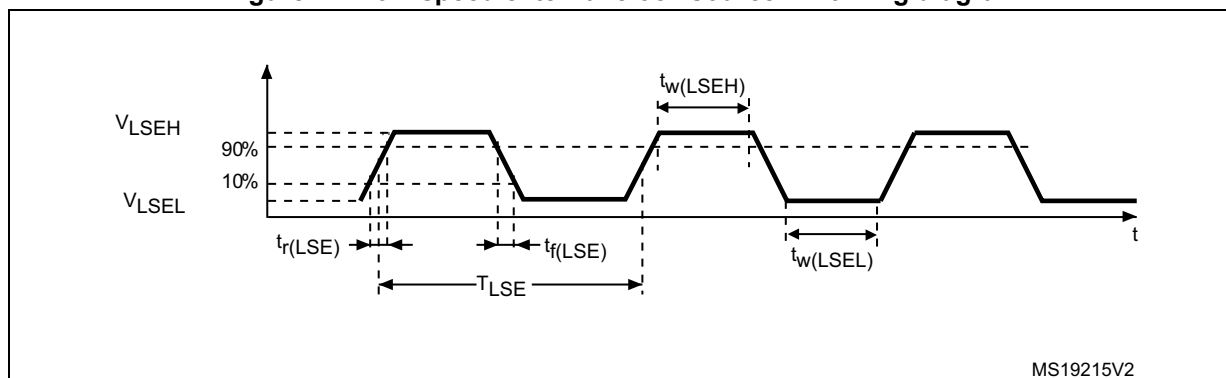 tw(LSEH)
VLSEH
90%
10%
VLSEL
tr(LSE)
tf(LSE)
t
tw(LSEL)
TLSE
MS19215V2